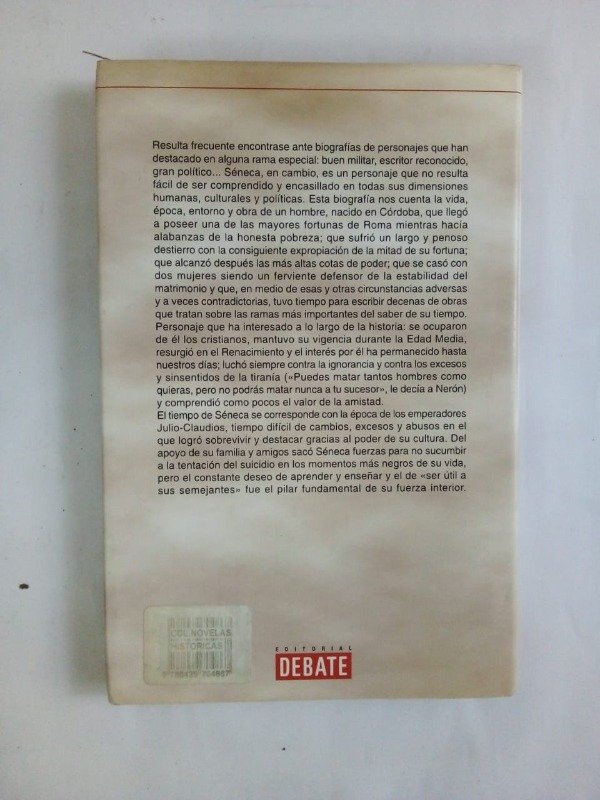 Resulta frecuente encontrase ante biografías de personajes que han
destacado en alguna rama especial: buen militar, escritor reconocido,
gran político... Séneca, en cambio, es un personaje que no resulta
fácil de ser comprendido y encasillado en todas sus dimensiones
humanas, culturales y políticas. Esta biografía nos cuenta la vida,
época, entorno y obra de un hombre, nacido en Córdoba, que llegó
a poseer una de las mayores fortunas de Roma mientras hacía
alabanzas de la honesta pobreza; que sufrió un largo y penoso
destierro con la consiguiente expropiación de la mitad de su fortuna;
que alcanzó después las más altas cotas de poder; que se casó con
dos mujeres siendo un ferviente defensor de la estabilidad del
matrimonio y que, en medio de esas y otras circunstancias adversas
y a veces contradictorias, tuvo tiempo para escribir decenas de obras
que tratan sobre las ramas más importantes del saber de su tiempo.
Personaje que ha interesado a lo largo de la historia: se ocuparon
de él los cristianos, mantuvo su vigencia durante la Edad Media,
resurgió en el Renacimiento y el interés por él ha permanecido hasta
nuestros días; luchó siempre contra la ignorancia y contra los excesos
y sinsentidos de la tiranía («Puedes matar tantos hombres como
quieras, pero no podrás matar nunca a tu sucesor», le decía a Nerón)
y comprendió como pocos el valor de la amistad.
El tiempo de Séneca se corresponde con la época de los emperadores
Julio-Claudios, tiempo difícil de cambios, excesos y abusos en el
que logró sobrevivir y destacar gracias al poder de su cultura. Del
apoyo de su familia y amigos sacó Séneca fuerzas para no sucumbir
a la tentación del suicidio en los momentos más negros de su vida,
pero el constante deseo de aprender y enseñar y el de «ser útil a
sus semejantes» fue el pilar fundamental de su fuerza interior.
COL NOVELAS
HISTORICAS
EDITORIAL
DEBATE